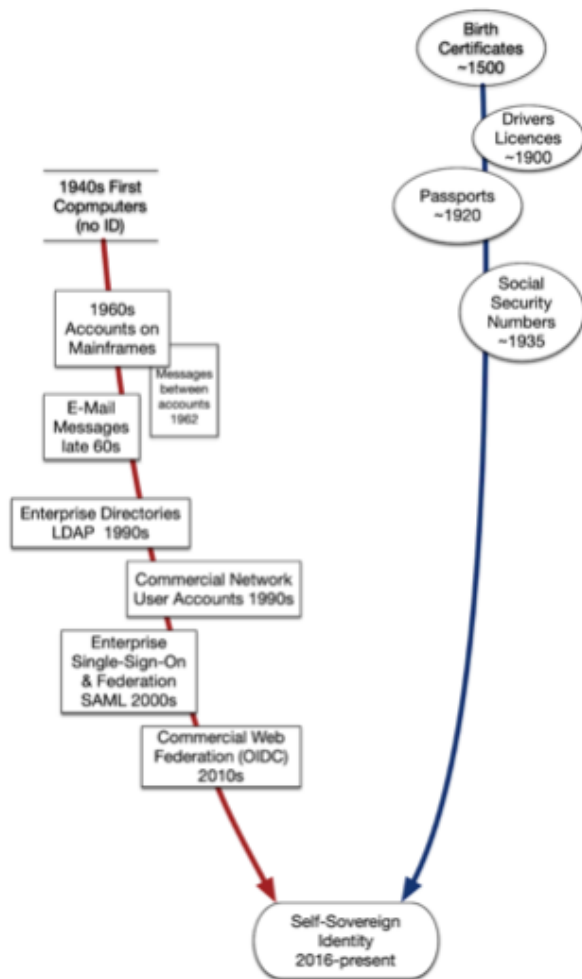 Birth
Certificates
~1500
Drivers
Licences
~1900
Passports
~1920
Social
Security
Numbers
~1935
1940s First
Copmputers
(no ID)
1960s
Accounts on
Mainframes
Messages
between
accounts
1962
E-Mail
Messages
late 60s
Enterprise Directories
LDAP 1990s
Commercial Network
User Accounts 1990s
Enterprise
Single-Sign-On
& Federation
SAML 2000s
Commercial Web
Federation (OIDC)
2010s
Self-Sovereign
Identity
2016-present